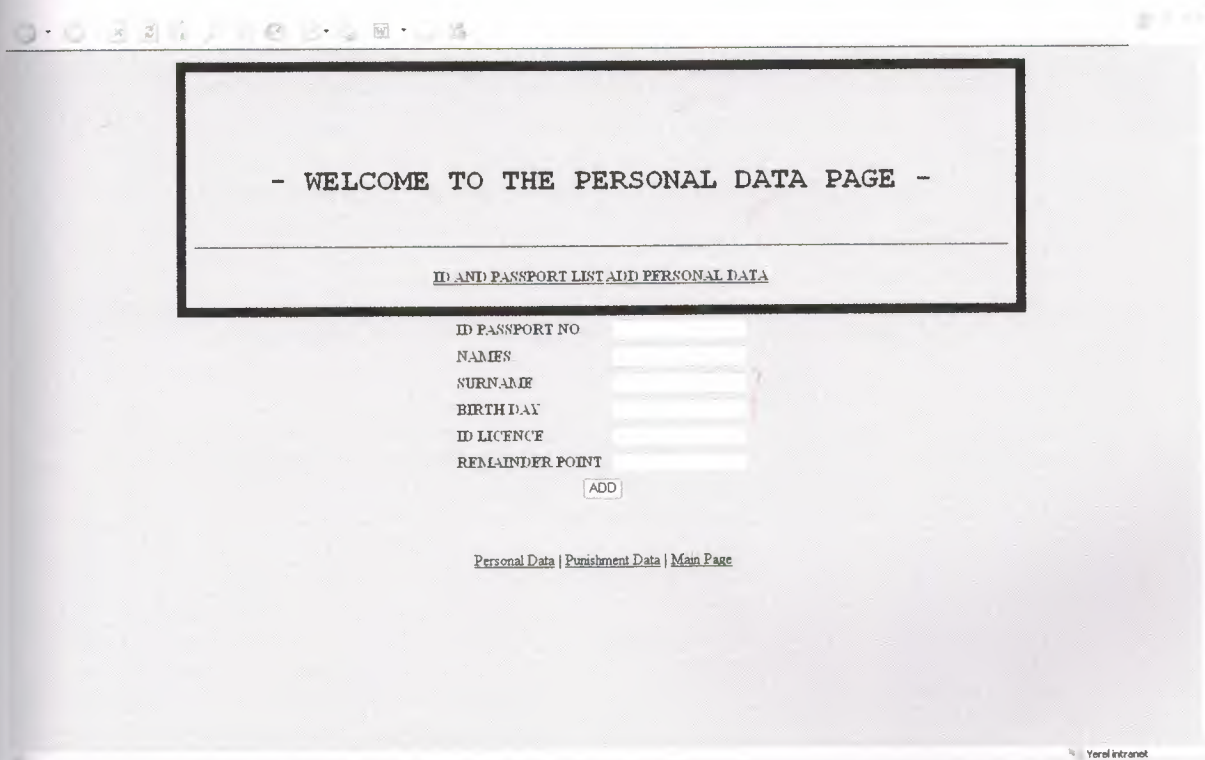 - WELCOME TO THE PERSONAL DATA PAGE -
ID AND PASSPORT LIST ADD PERSONAL DATA
ID PASSPORT NO
NAMES
SURNAME
BIRTH DAY
ID LICENCE
REMAINDER POINT
ADD
Personal Data | Punishment Data | Main Page
Yerel intranet